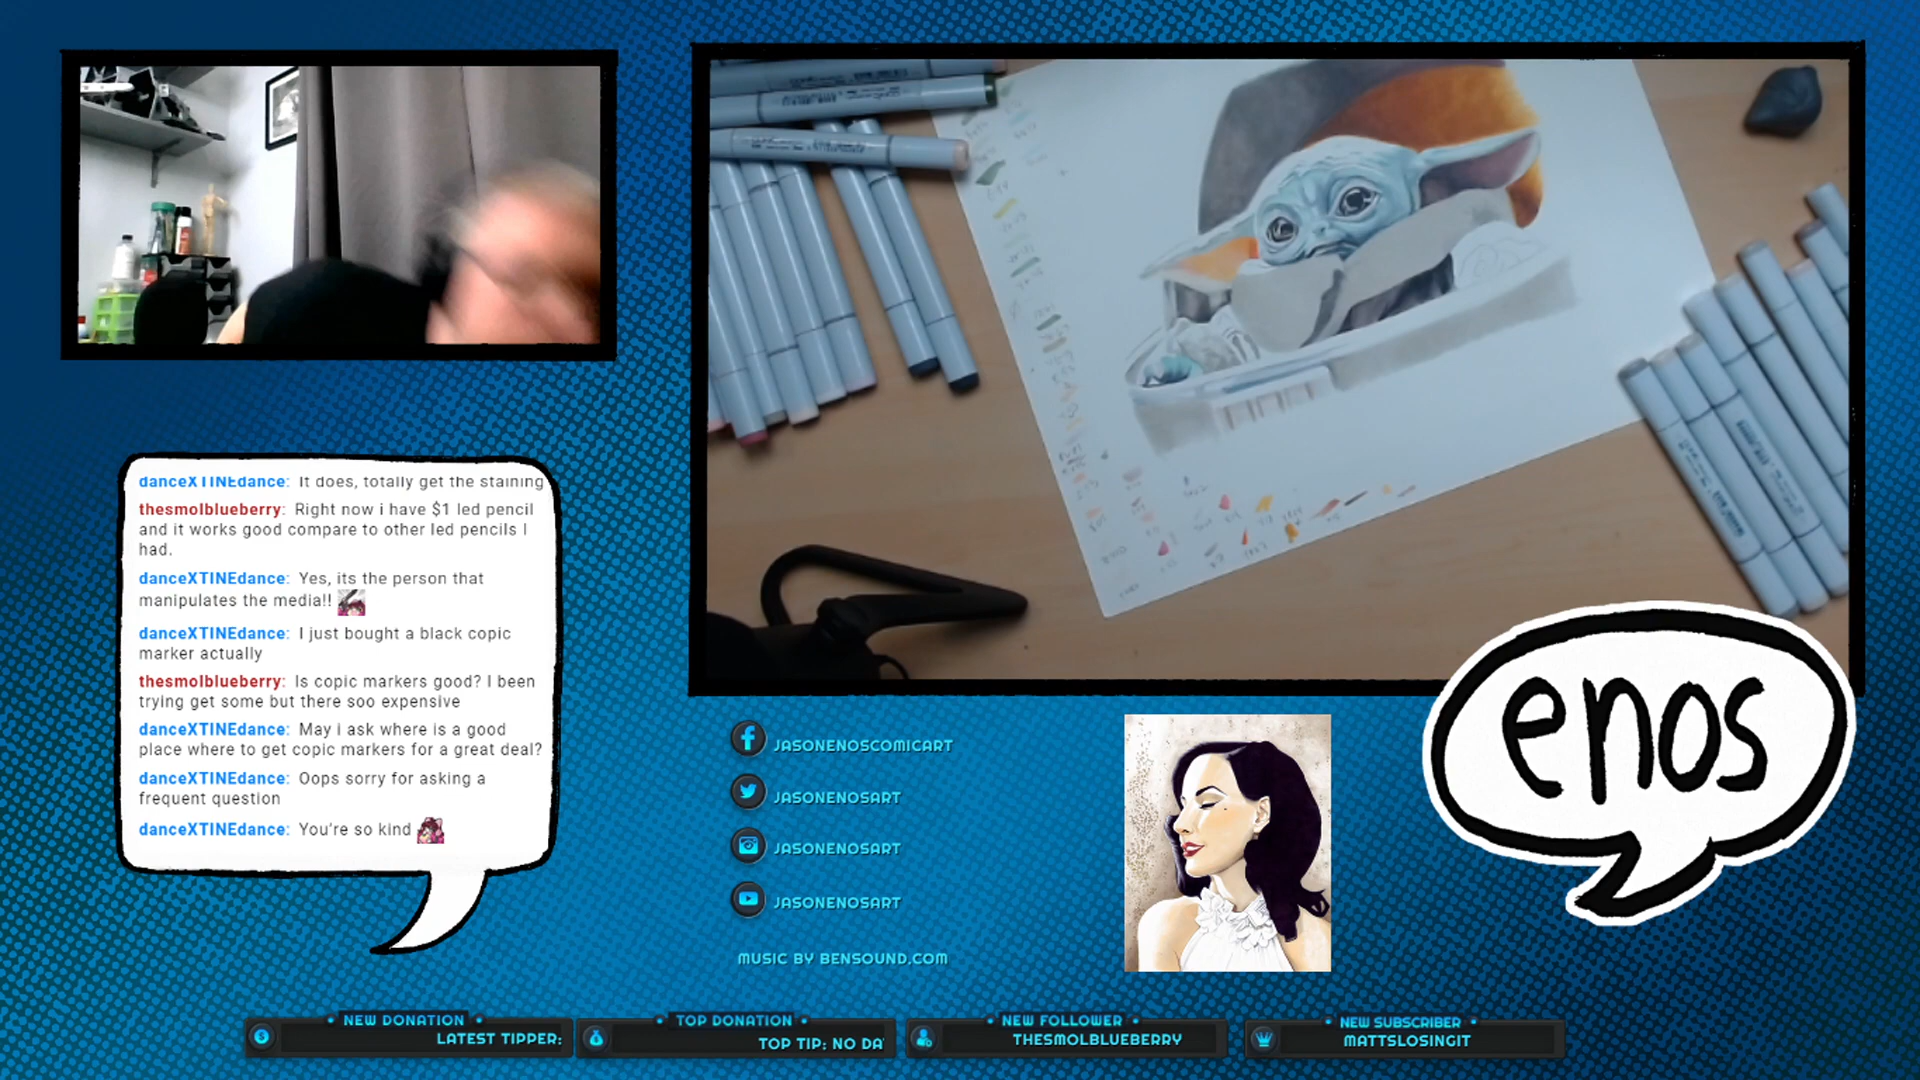 danceXTINEdance: It does, totally get the staining
thesmolblueberry: Right now i have $1 led pencil
and it works good compare to other led pencils I
had.
danceXTINEdance: Yes, its the person that
manipulates the media!!
danceXTINEdance: I just bought a black copic
marker actually
thesmolblueberry: Is copic markers good? I been
trying get some but there soo expensive
danceXTINEdance: May i ask where is a good
place where to get copic markers for a great deal?
danceXTINEdance: Oops sorry for asking a
frequent question
danceXTINEdance: You're so kind
JASONENOSCOMICART
JASONENOSART
JASONENOSART
JASONENOSART
MUSIC BY BENSOUND.COM
enos
NEW DONATION
LATEST TIPPER:
TOP DONATION
TOP TIP: NO DA
NEW FOLLOWER
THESMOLBLUEBERRY
NEW SUBSCRIBER
MATTSLOSINGIT